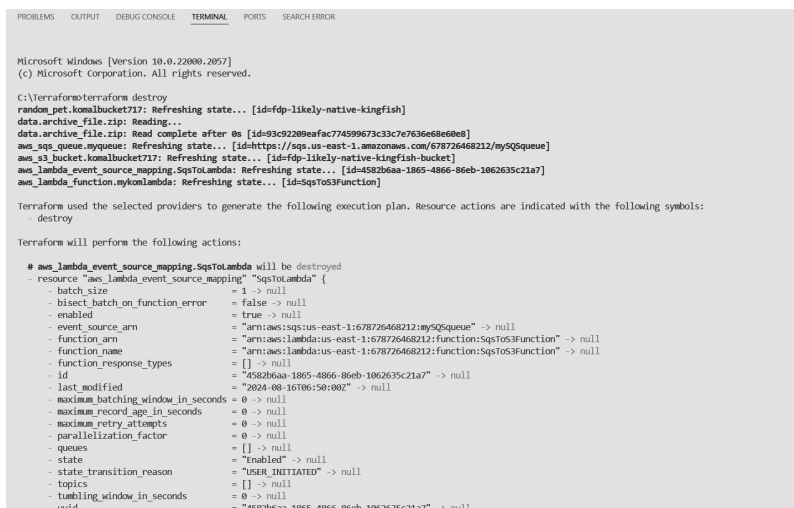 PROBLEMS OUTPUT DEBUG CONSOLE TERMINAL PORTS SEARCH ERROR
Microsoft Windows [Version 10.0.22000.2057]
(c) Microsoft Corporation. All rights reserved.
C:\Terraform>terraform destroy
random_pet.komalbucket717: Refreshing state... [id=fdp-likely-native-kingfish]
data.archive_file.zip: Reading...
data.archive_file.zip: Read complete after 0s [id=93c92209eafac774599673c33c7e7636e68e60e8]
aws_sqs_queue.myqueue: Refreshing state... [id=https://sqs.us-east-1.amazonaws.com/678726468212/mySQSqueue]
aws_s3_bucket.komalbucket717: Refreshing state... [id=fdp-likely-native-kingfish-bucket]
aws_lambda_event_source_mapping.SqsToLambda: Refreshing state... [id=4582b6aa-1865-4866-86eb-1062635c21a7]
aws_lambda_function.mykomlambda: Refreshing state... [id=SqsToS3Function]
Terraform used the selected providers to generate the following execution plan. Resource actions are indicated with the following symbols:
- destroy
Terraform will perform the following actions:
# aws_lambda_event_source_mapping.SqsToLambda will be destroyed
- resource "aws_lambda_event_source_mapping" "SqsToLambda" {
- batch_size = 1 -> null
- bisect_batch_on_function_error = false -> null
- enabled = true -> null
- event_source_arn = "arn:aws:sqs:us-east-1:678726468212:mySQSqueue" -> null
- function_arn = "arn:aws:lambda:us-east-1:678726468212:function:SqsToS3Function" -> null
- function_name = "arn:aws:lambda:us-east-1:678726468212:function:SqsToS3Function" -> null
- function_response_types = [] -> null
- id = "4582b6aa-1865-4866-86eb-1062635c21a7" -> null
- last_modified = "2024-08-16T06:50:00Z" -> null
- maximum_batching_window_in_seconds = 0 -> null
- maximum_record_age_in_seconds = 0 -> null
- maximum_retry_attempts = 0 -> null
- parallelization_factor = 0 -> null
- queues = [] -> null
- state = "Enabled" -> null
- state_transition_reason = "USER_INITIATED" -> null
- topics = [] -> null
- tumbling_window_in_seconds = 0 -> null
- uuid = "4582b6aa-1865-4866-86eb-1062635c21a7" -> null